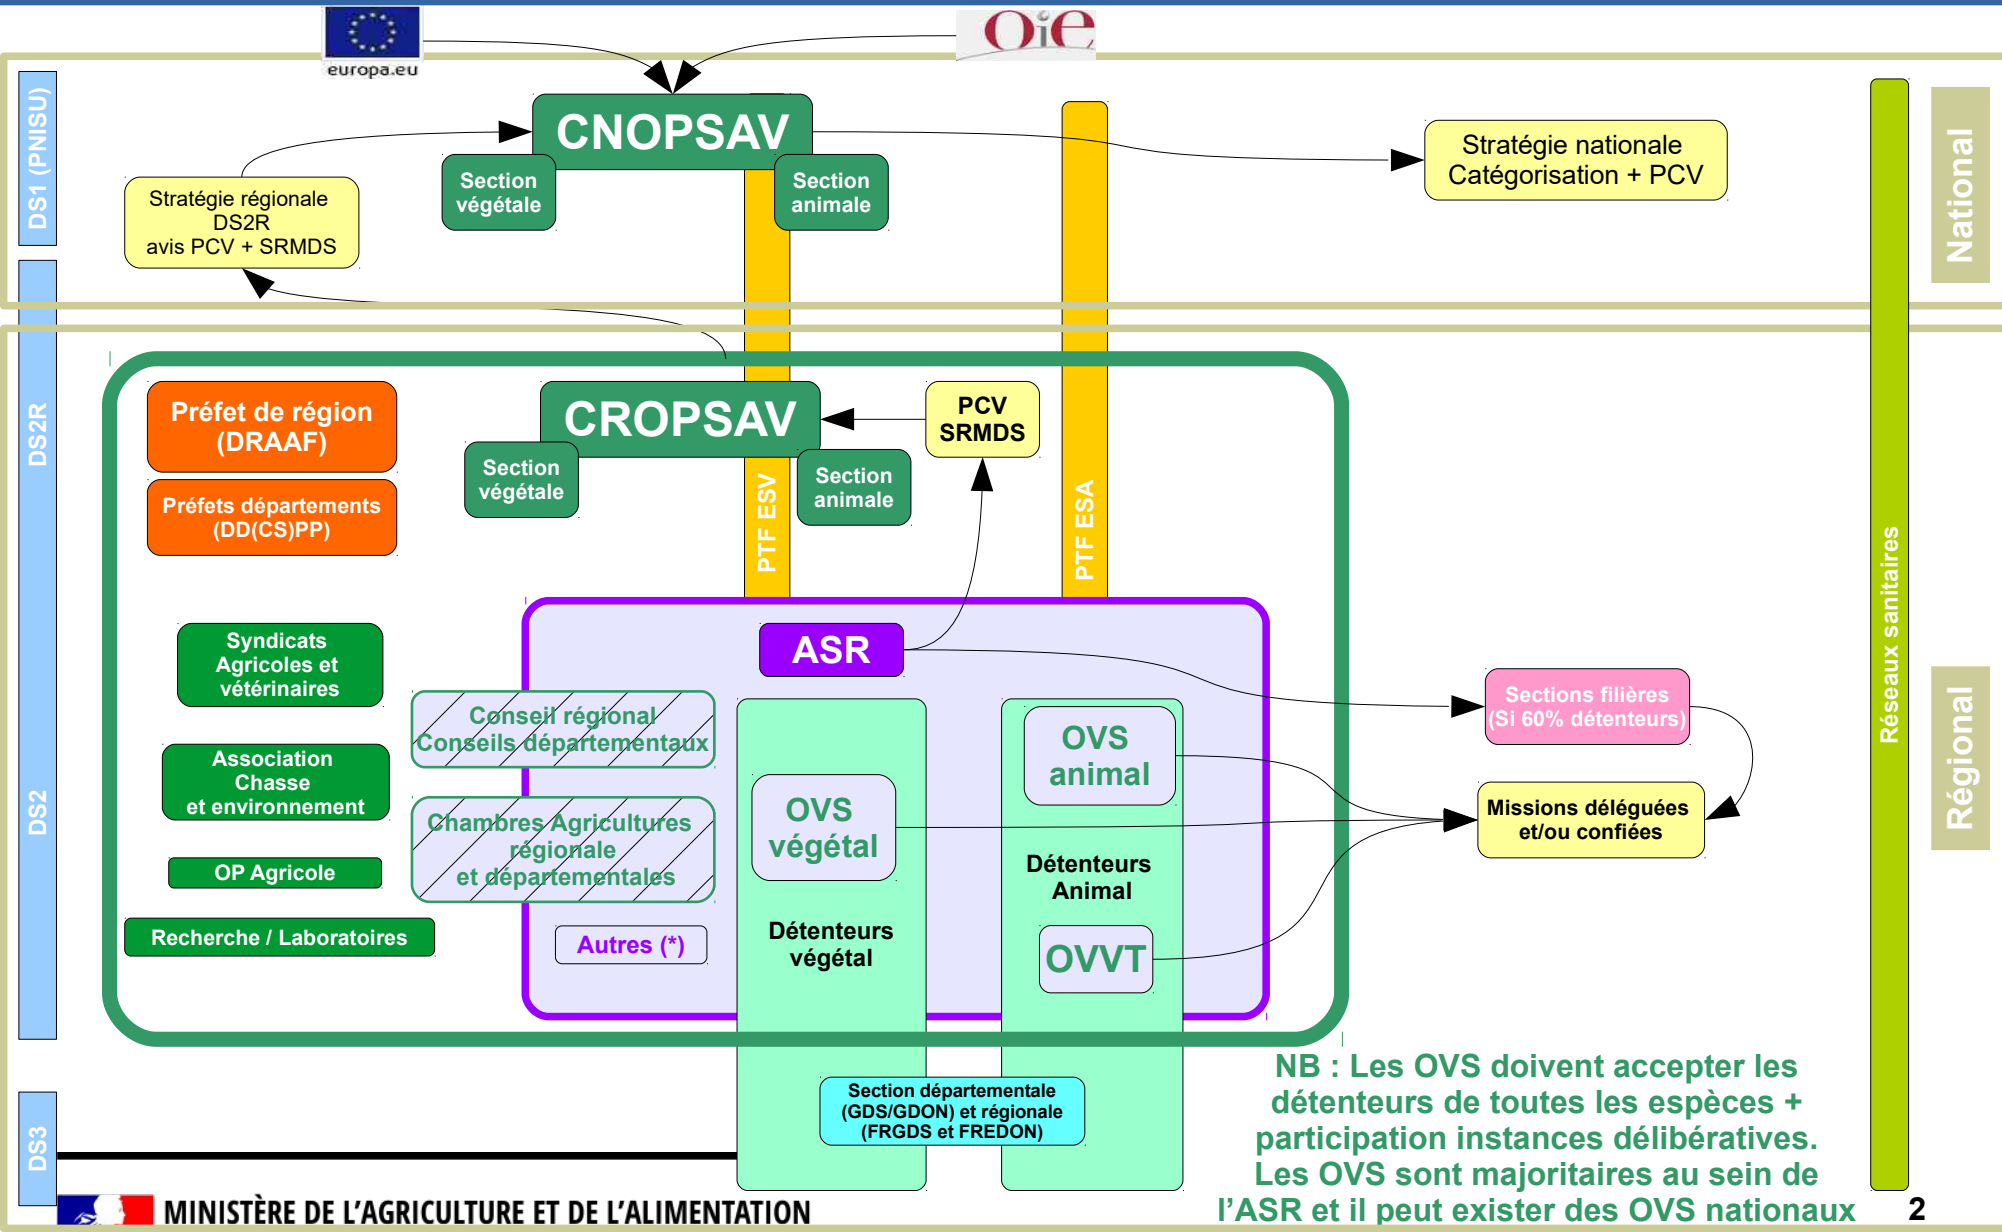 europa.eu
OiE
DS1 (PNISU)
CNOPSAV
Section
végétale
Section
animale
Stratégie régionale
DS2R
avis PCV + SRMDS
Stratégie nationale
Catégorisation + PCV
National
DS2R
Préfet de région
(DRAAF)
Préfets départements
(DD(CS)PP)
CROPSAV
Section
végétale
Section
animale
PCV
SRMDS
PTF ESV
PTF ESA
Réseaux sanitaires
Régional
DS2
Syndicats
Agricoles et
vétérinaires
Association
Chasse
et environnement
OP Agricole
Recherche / Laboratoires
ASR
Conseil régional
Conseils départementaux
Chambres Agricultures
régionale
et départementales
Autres (*)
OVS
végétal
Détenteurs
végétal
OVS
animal
Détenteurs
Animal
OVVT
Sections filières
(Si 60% détenteurs)
Missions déléguées
et/ou confiées
DS3
Section départementale
(GDS/GDON) et régionale
(FRGDS et FREDON)
NB : Les OVS doivent accepter les
détenteurs de toutes les espèces +
participation instances délibératives.
Les OVS sont majoritaires au sein de
l’ASR et il peut exister des OVS nationaux
MINISTÈRE DE L’AGRICULTURE ET DE L’ALIMENTATION
2